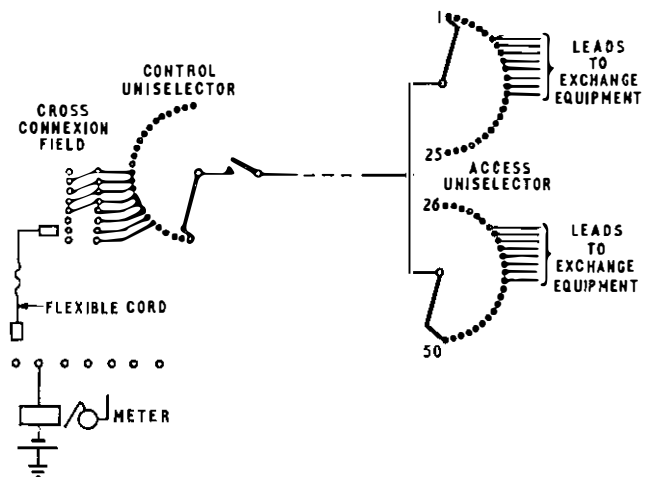 CONTROL
UNISELECTOR
CROSS
CONNEXION
FIELD
FLEXIBLE CORD
METER
1
25
LEADS
TO
EXCHANGE
EQUIPMENT
ACCESS
UNISELECTOR
26
50
LEADS
TO
EXCHANGE
EQUIPMENT